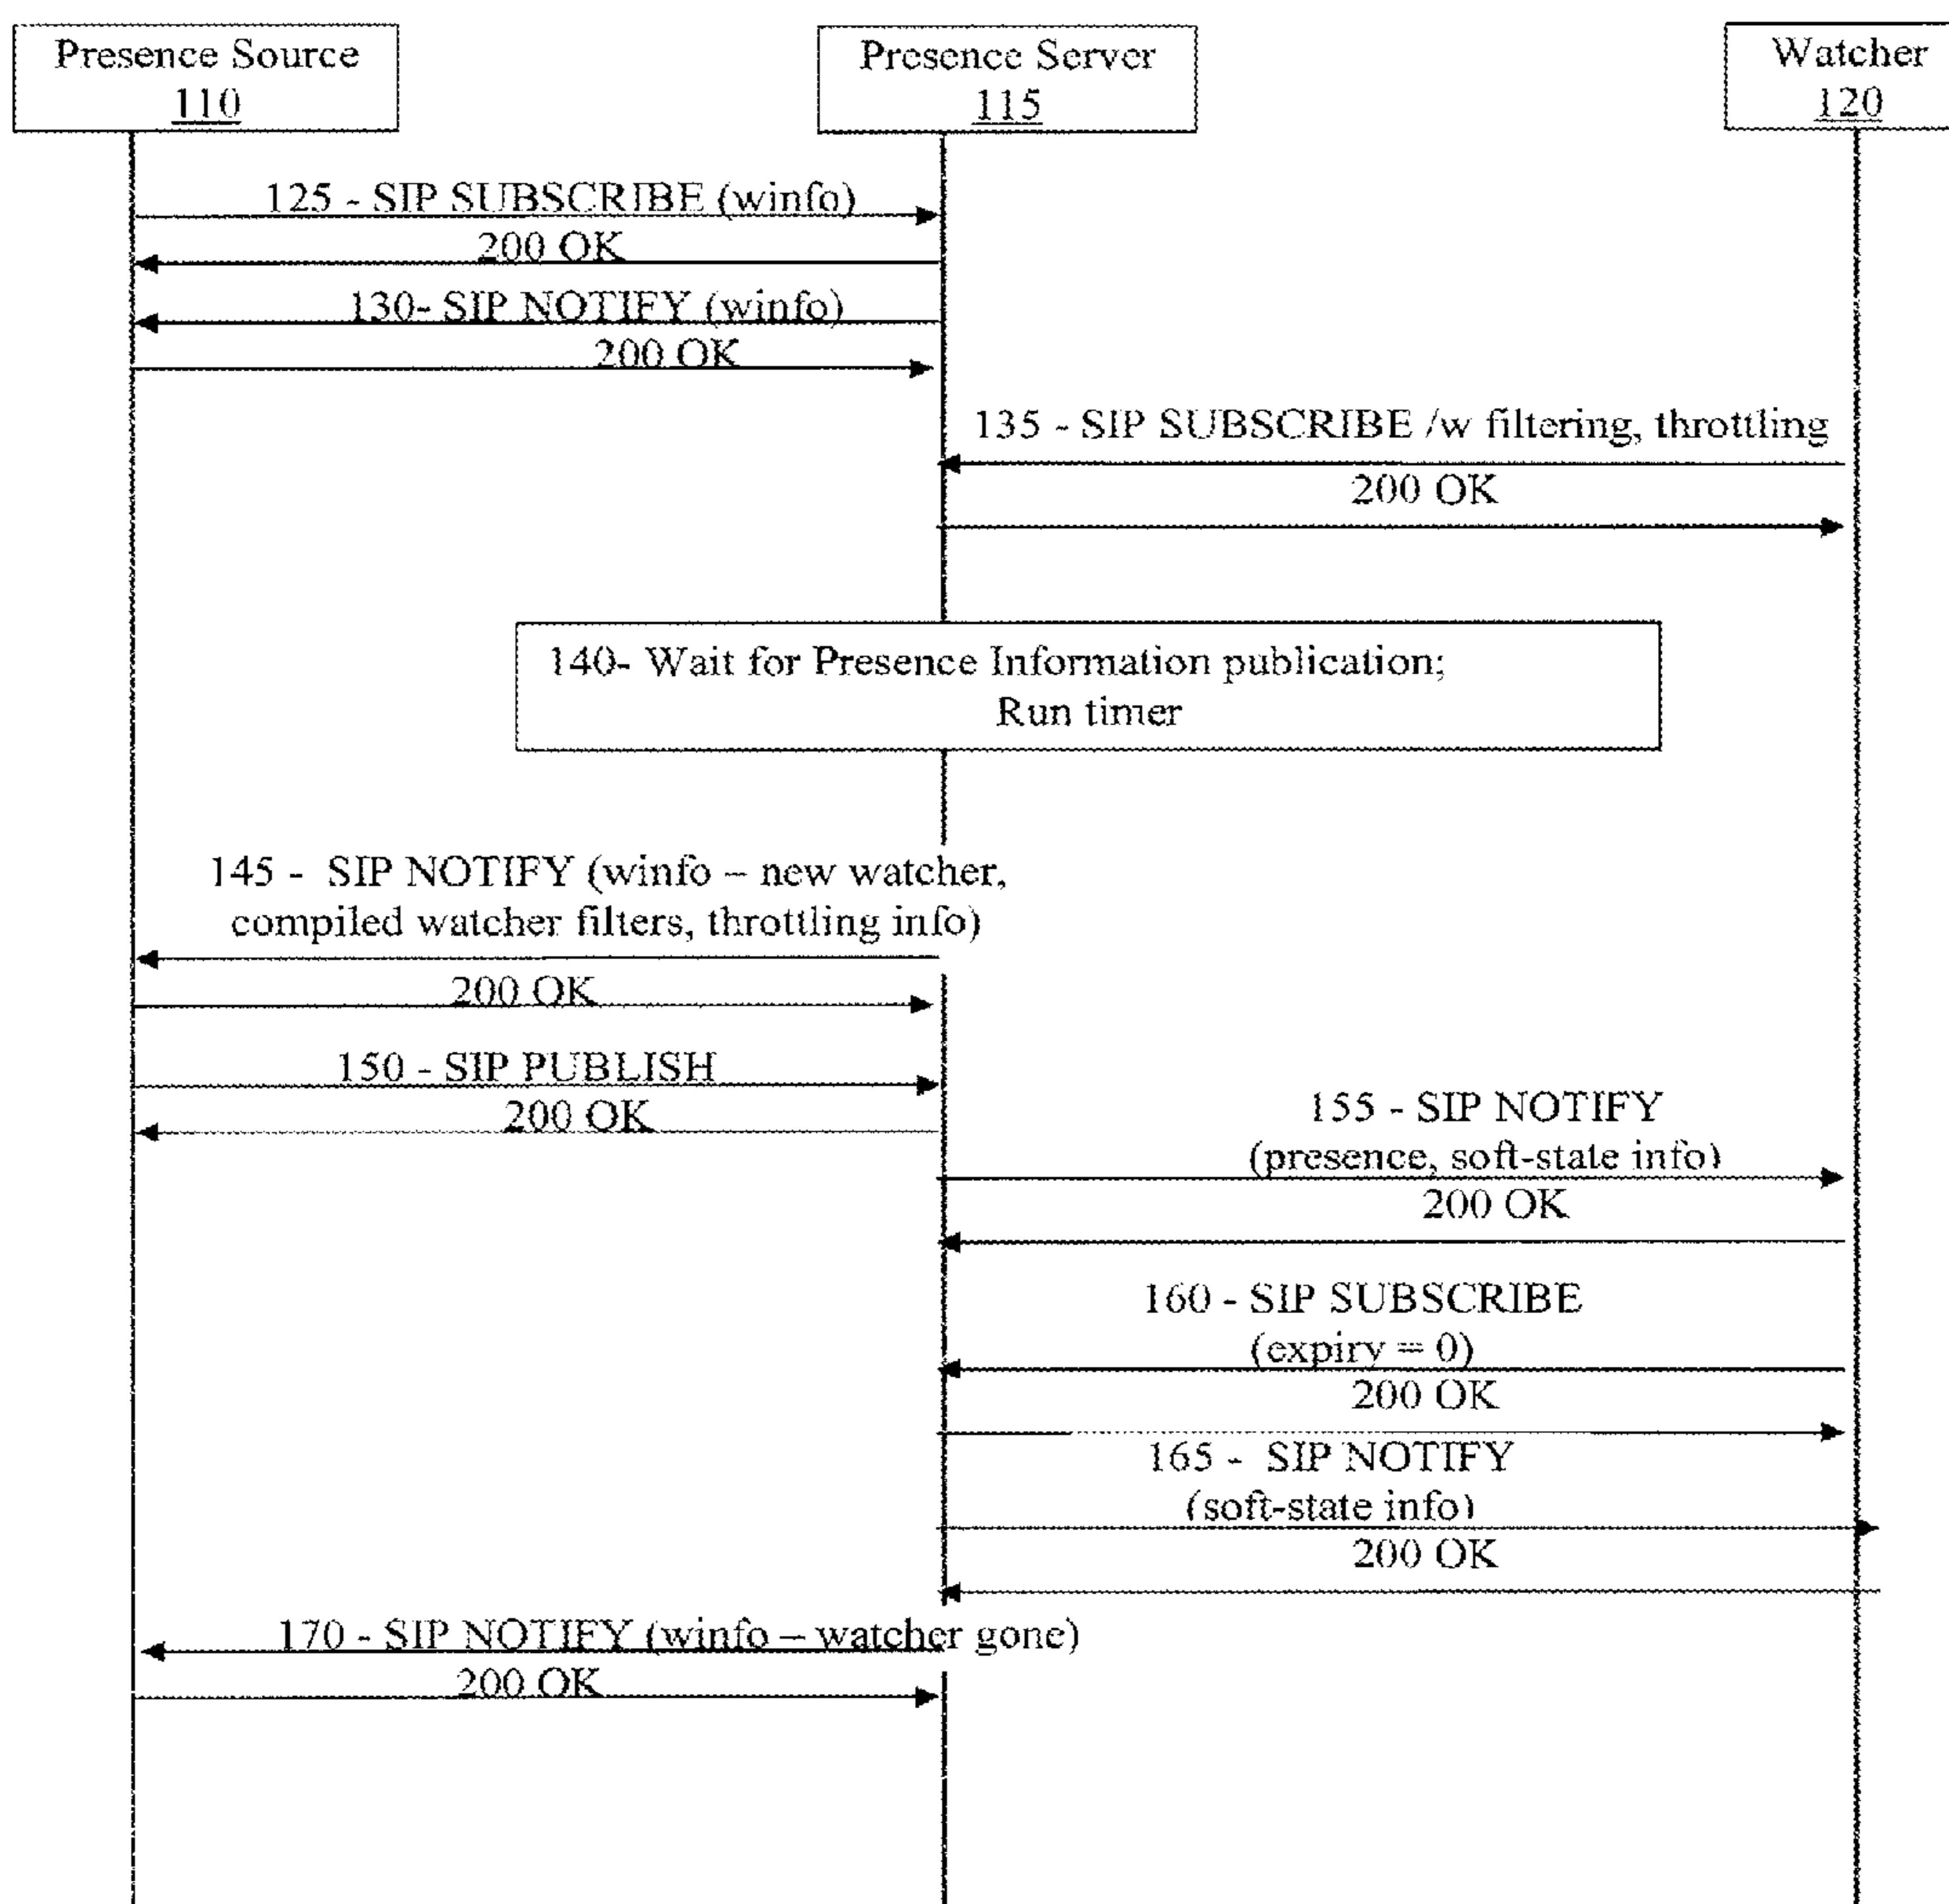 Presence Source
110
Presence Server
115
Watcher
120
125 - SIP SUBSCRIBE (winfo)
200 OK
130- SIP NOTIFY (winfo)
200 OK
135 - SIP SUBSCRIBE /w filtering, throttling
200 OK
140- Wait for Presence Information publication;
Run timer
145 - SIP NOTIFY (winfo – new watcher,
compiled watcher filters, throttling info)
200 OK
150 - SIP PUBLISH
200 OK
155 - SIP NOTIFY
(presence, soft-state info)
200 OK
160 - SIP SUBSCRIBE
(expiry = 0)
200 OK
165 - SIP NOTIFY
(soft-state info)
200 OK
170 - SIP NOTIFY (winfo – watcher gone)
200 OK